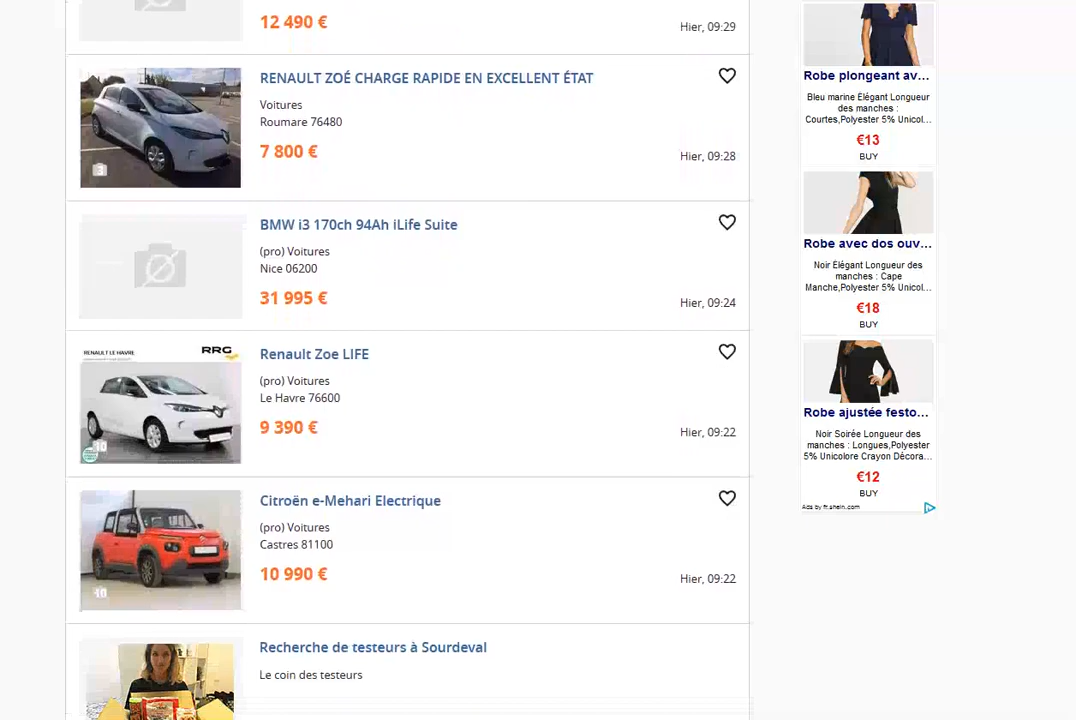 12 490 €
Hier, 09:29
RENAULT ZOÉ CHARGE RAPIDE EN EXCELLENT ÉTAT
Voitures
Roumare 76480
7 800 €
Hier, 09:28
3
BMW i3 170ch 94Ah iLife Suite
(pro) Voitures
Nice 06200
31 995 €
Hier, 09:24
RENAULT LE HAVRE
RRG
Renault Zoe LIFE
(pro) Voitures
Le Havre 76600
9 390 €
Hier, 09:22
10
Citroën e-Mehari Electrique
(pro) Voitures
Castres 81100
10 990 €
Hier, 09:22
10
Recherche de testeurs à Sourdeval
Le coin des testeurs
Robe plongeant av...
Bleu marine Élégant Longueur
des manches :
Courtes,Polyester 5% Unicol...
€13
BUY
Robe avec dos ouv...
Noir Élégant Longueur des
manches : Cape
Manche,Polyester 5% Unicol...
€18
BUY
Robe ajustée festo...
Noir Soirée Longueur des
manches : Longues,Polyester
5% Unicolore Crayon Décora...
€12
BUY
Ads by fr.shein.com